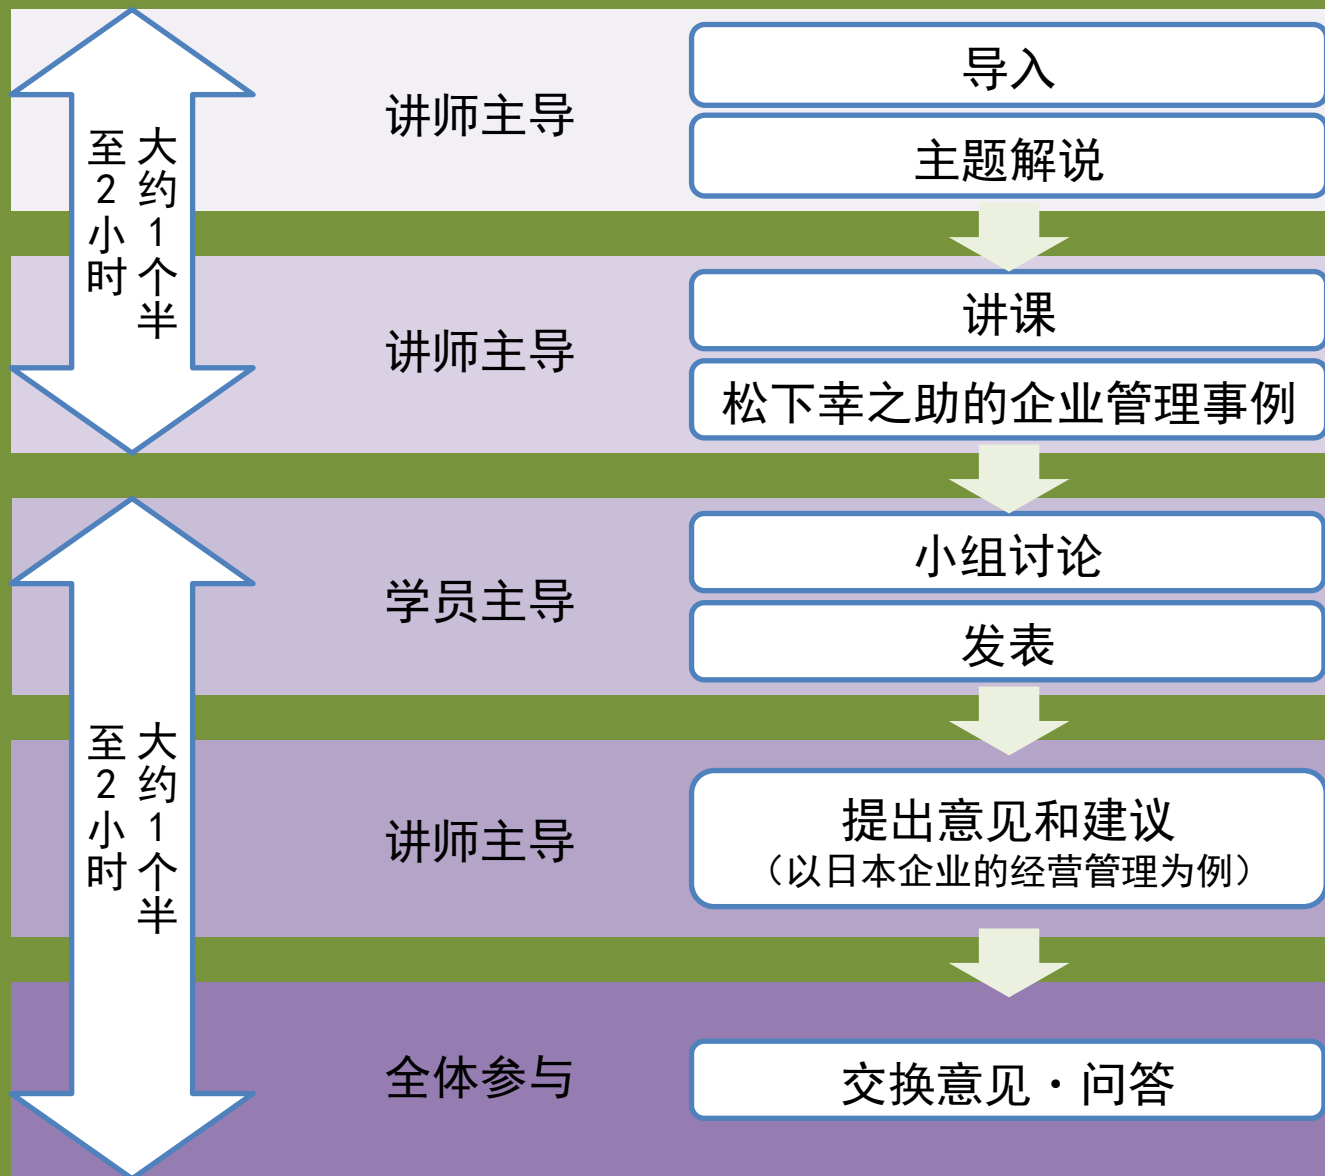 大约1个半
至2小时
讲师主导
导入
主题解说
讲师主导
讲课
松下幸之助的企业管理事例
大约1个半
至2小时
学员主导
小组讨论
发表
讲师主导
提出意见和建议
（以日本企业的经营管理为例）
全体参与
交换意见・问答